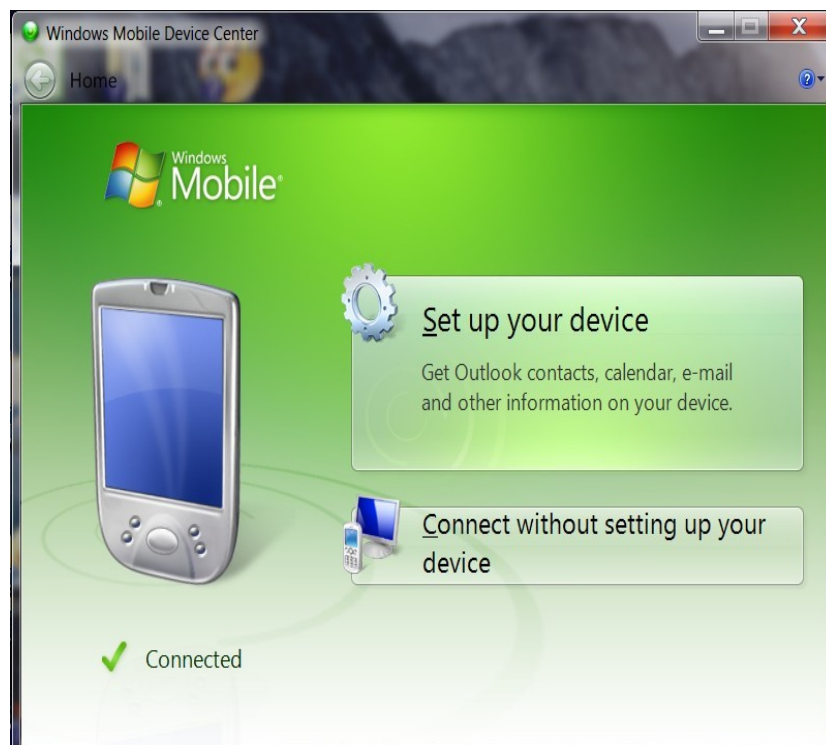 Windows Mobile Device Center
Home
Windows
Mobile®
Set up your device
Get Outlook contacts, calendar, e-mail
and other information on your device.
Connect without setting up your
device
Connected